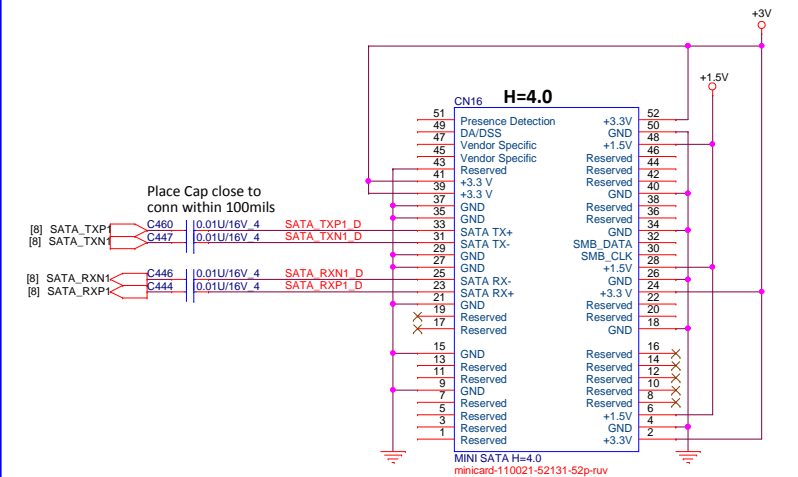 +3V
+1.5V
CN16 H=4.0
51 Presence Detection +3.3V 52
49 DA/DSS GND 50
47 Vendor Specific +1.5V 48
45 Vendor Specific Reserved 46
43 Reserved Reserved 44
41 +3.3 V Reserved 42
39 +3.3 V GND 40
37 GND Reserved 38
35 GND Reserved 36
Place Cap close to
conn within 100mils
[8] SATA_TXP1 C460 0.01U/16V_4 SATA_TXP1_D 33 SATA TX+ GND 34
[8] SATA_TXN1 C447 0.01U/16V_4 SATA_TXN1_D 31 SATA TX- SMB_DATA 32
29 GND SMB_CLK 30
27 GND +1.5V 28
[8] SATA_RXN1 C446 0.01U/16V_4 SATA_RXN1_D 25 SATA RX- GND 26
[8] SATA_RXP1 C444 0.01U/16V_4 SATA_RXP1_D 23 SATA RX+ +3.3 V 24
21 GND Reserved 22
19 Reserved Reserved 20
17 Reserved GND 18
15 GND Reserved 16
13 Reserved Reserved 14
11 Reserved Reserved 12
9 GND Reserved 10
7 Reserved Reserved 8
5 Reserved +1.5V 6
3 Reserved GND 4
1 Reserved +3.3V 2
MINI SATA H=4.0
minicard-110021-52131-52p-ruv